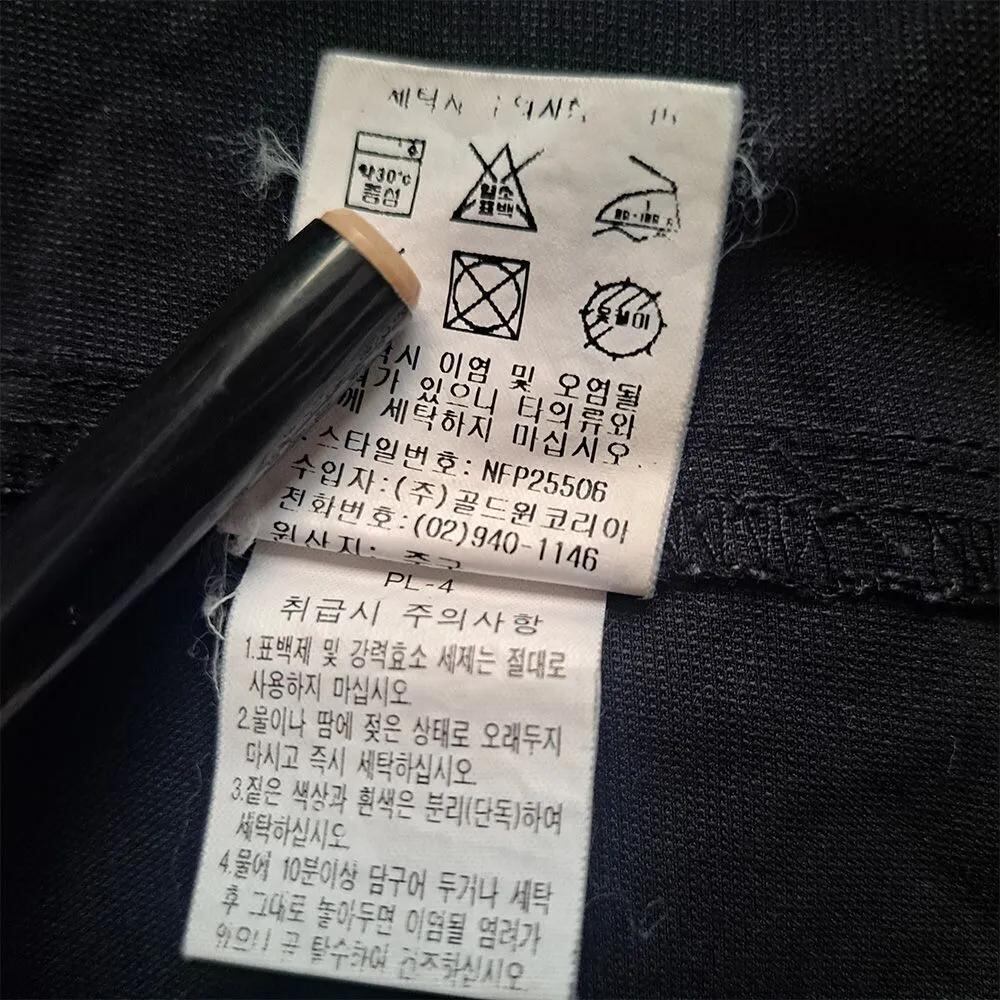 약30℃
중성
염소
표백
옷걸이
시 이염 및 오염될
가 있으니 타의류와
께 세탁하지 마십시오.
스타일번호: NFP25506
수입자:(주)골드윈코리아
전화번호:(02)940-1146
원산지: 중국
PL-4
취급시 주의사항
1.표백제 및 강력효소 세제는 절대로
사용하지 마십시오.
2.물이나 땀에 젖은 상태로 오래두지
마시고 즉시 세탁하십시오.
3.짙은 색상과 흰색은 분리(단독)하여
세탁하십시오.
4.물에 10분이상 담구어 두거나 세탁
후 그대로 놓아두면 이염될 염려가
있으니 곧 탈수하여 건조하십시오.